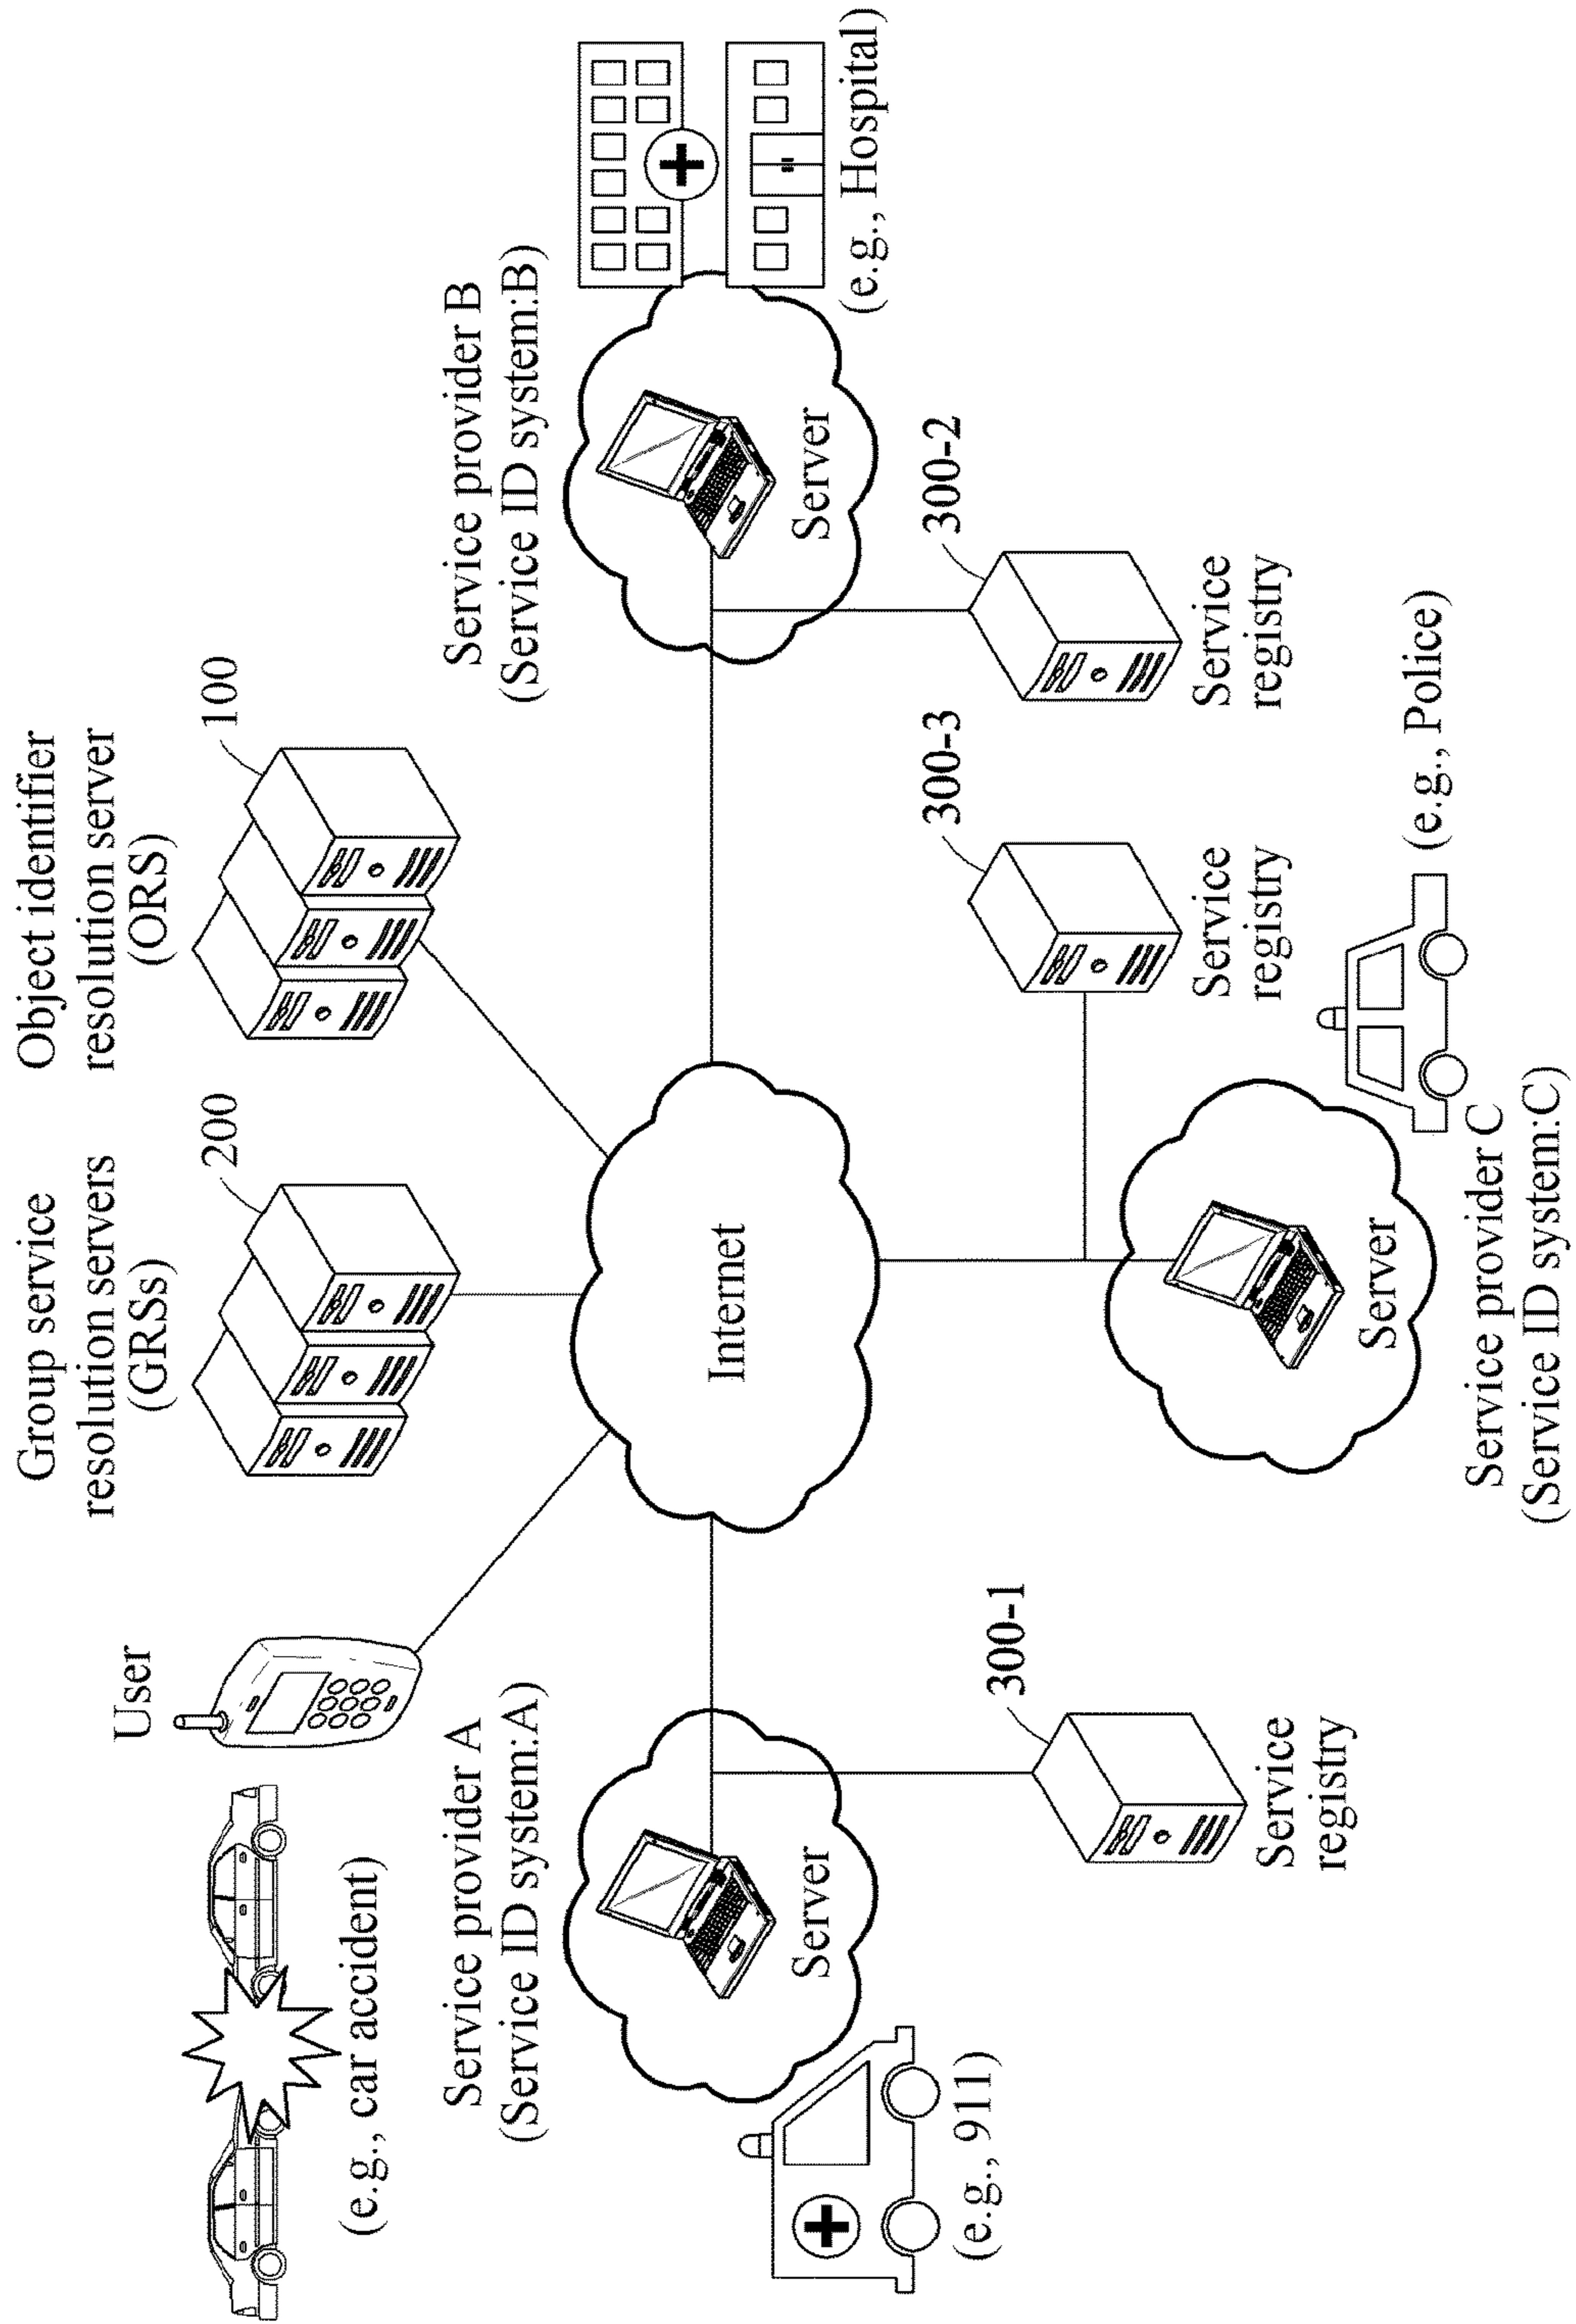 (e.g., car accident)
User
Group service
resolution servers
(GRSs)
200
Object identifier
resolution server
(ORS)
100
Service provider A
(Service ID system:A)
Server
(e.g., 911)
Internet
Service provider B
(Service ID system:B)
Server
(e.g., Hospital)
300-1
Service
registry
300-3
Service
registry
300-2
Service
registry
Server
(e.g., Police)
Service provider C
(Service ID system:C)